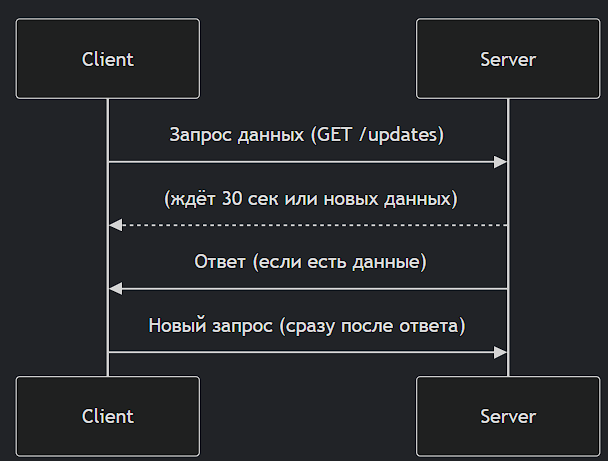 Client
Server
Запрос данных (GET /updates)
(ждёт 30 сек или новых данных)
Ответ (если есть данные)
Новый запрос (сразу после ответа)
Client
Server